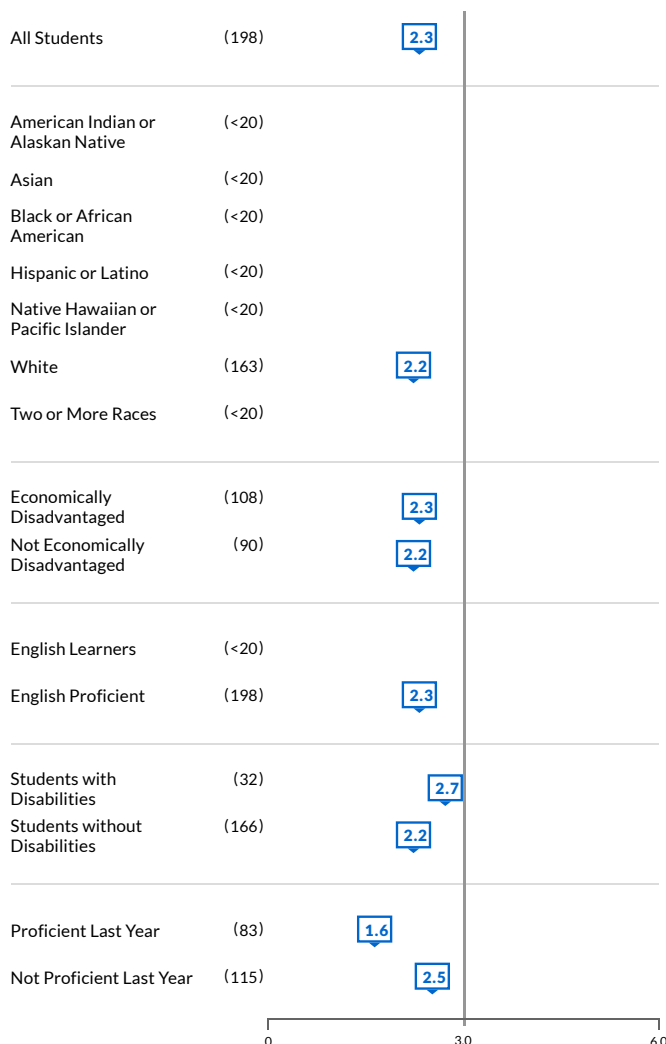 All Students (198) 2.3
American Indian or (<20)
Alaskan Native
Asian (<20)
Black or African (<20)
American
Hispanic or Latino (<20)
Native Hawaiian or (<20)
Pacific Islander
White (163) 2.2
Two or More Races (<20)
Economically (108) 2.3
Disadvantaged
Not Economically (90) 2.2
Disadvantaged
English Learners (<20)
English Proficient (198) 2.3
Students with (32) 2.7
Disabilities
Students without (166) 2.2
Disabilities
Proficient Last Year (83) 1.6
Not Proficient Last Year (115) 2.5
0 3.0 6.0